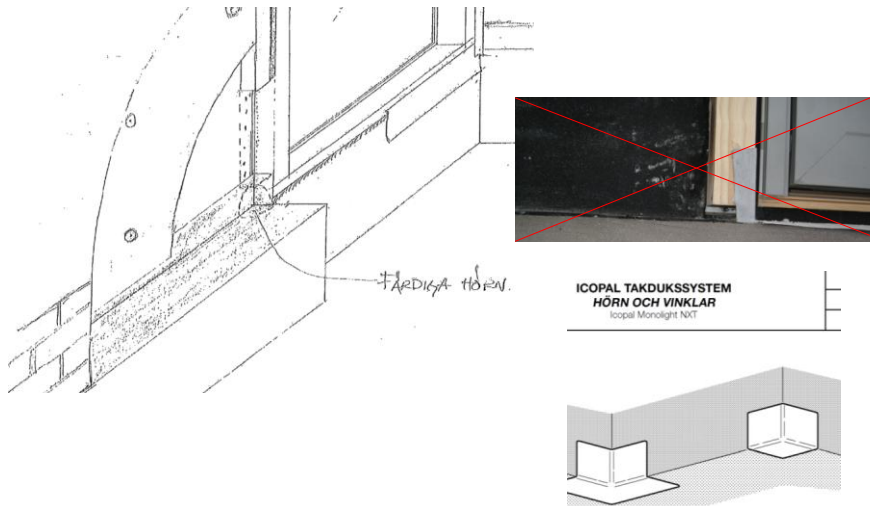 FÄRDIGA HÖRN.
ICOPAL TAKDUKSSYSTEM
HÖRN OCH VINKLAR
Icopal Monolight NXT